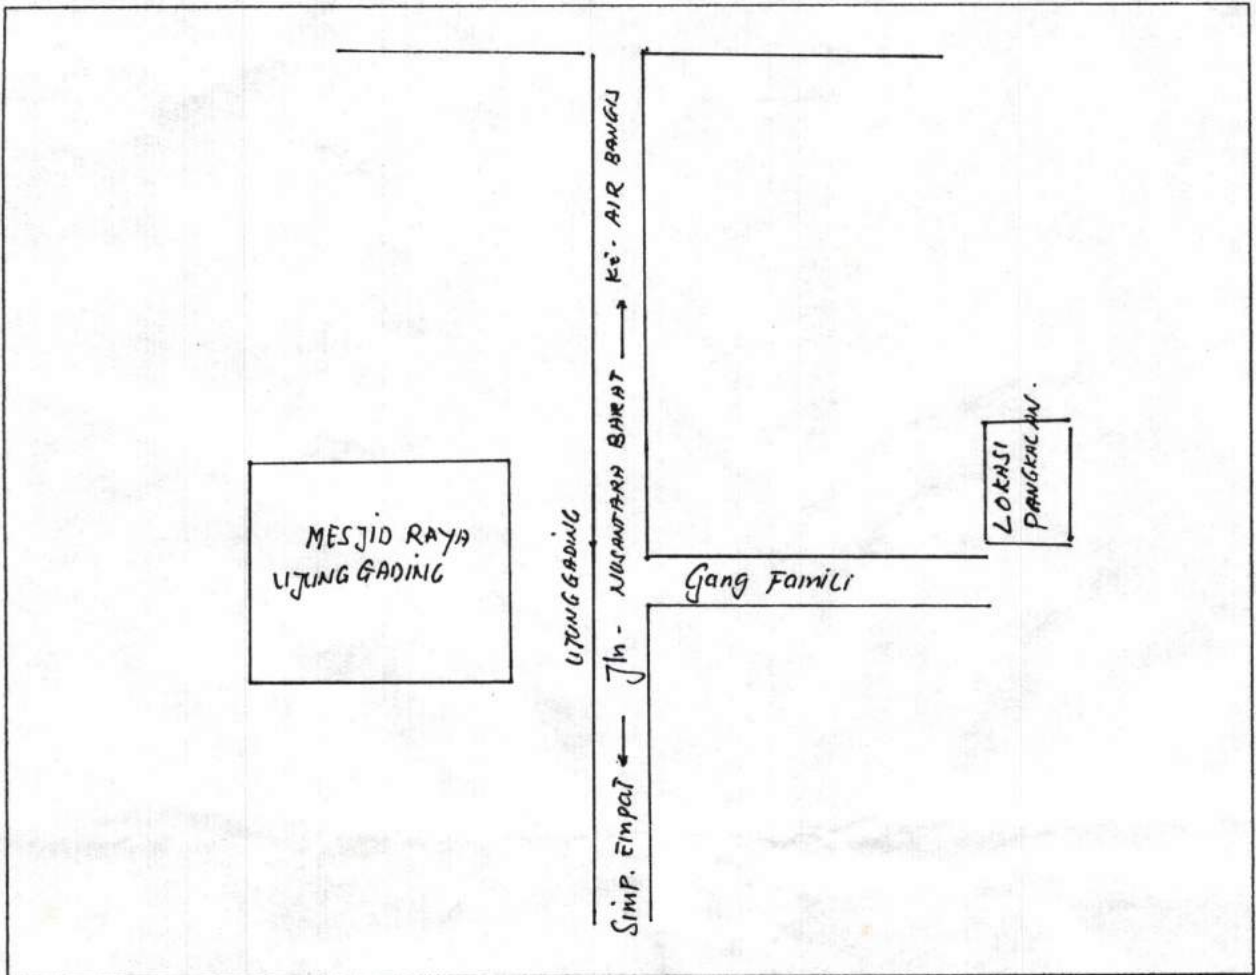 MESJID RAYA
UJUNG GADING
UJUNG GADING
Simp. Empat ← Jln - NUSANTARA BARAT → KE. AIR BANGIS
Gang Famili
LOKASI
PANGKALAN.